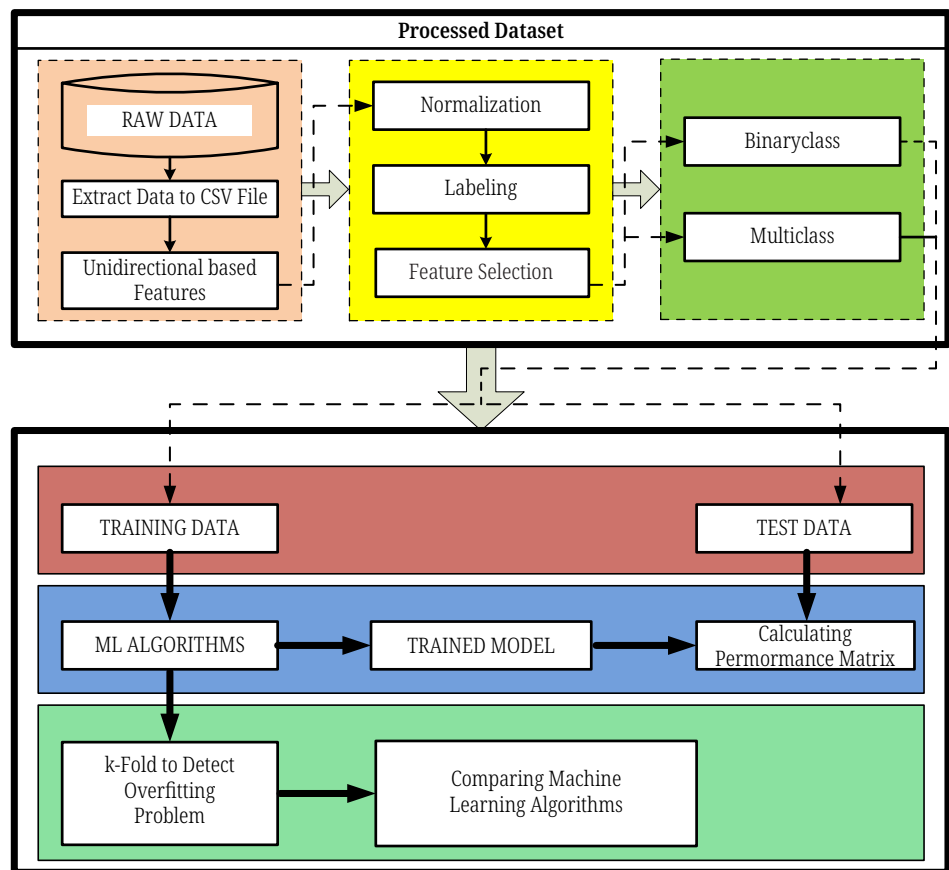 Processed Dataset
RAW DATA
Extract Data to CSV File
Unidirectional based
Features
Normalization
Labeling
Feature Selection
Binaryclass
Multiclass
TRAINING DATA
TEST DATA
ML ALGORITHMS
TRAINED MODEL
Calculating
Permormance Matrix
k-Fold to Detect
Overfitting
Problem
Comparing Machine
Learning Algorithms